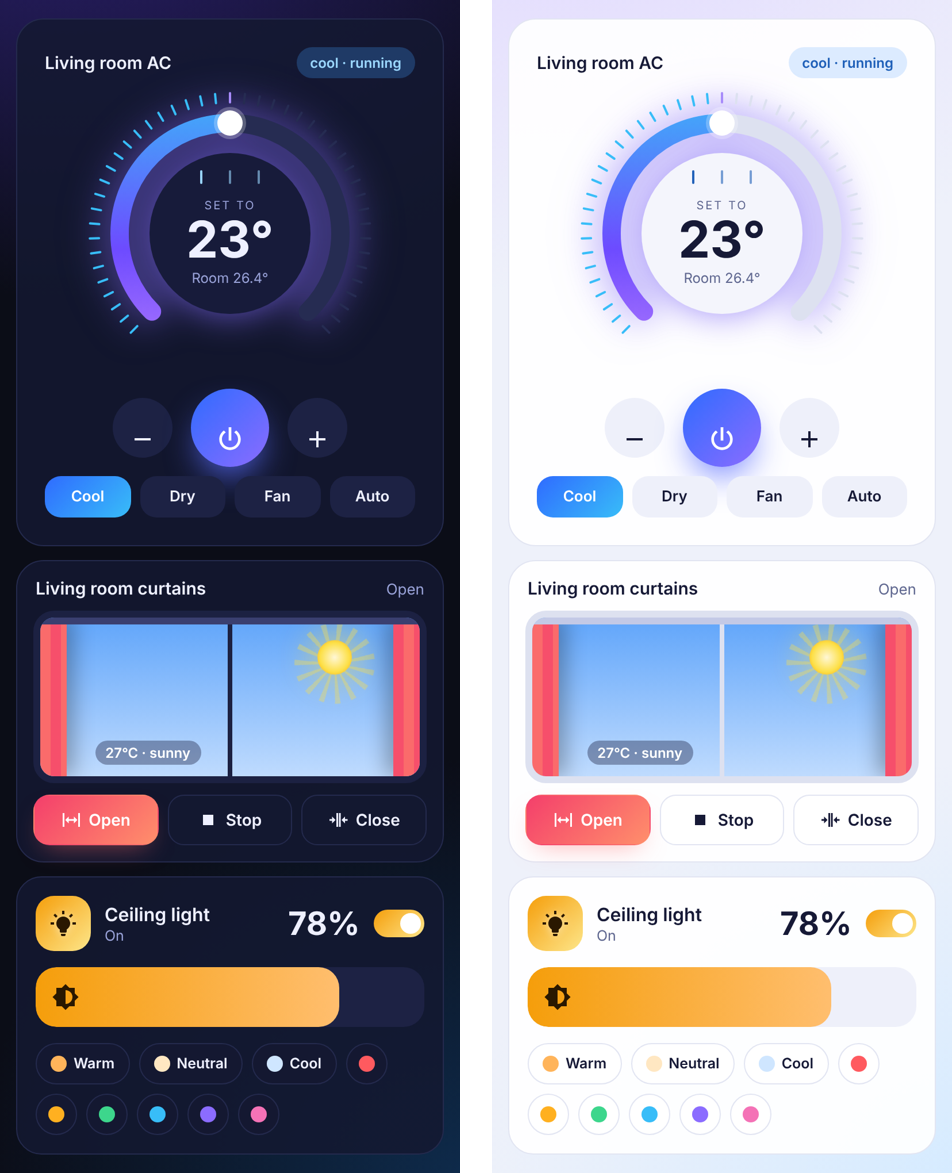 Living room AC
cool · running
SET TO
23°
Room 26.4°
Cool
Dry
Fan
Auto
Living room curtains
Open
27°C · sunny
Open
Stop
Close
Ceiling light
On
78%
Warm
Neutral
Cool
Living room AC
cool · running
SET TO
23°
Room 26.4°
Cool
Dry
Fan
Auto
Living room curtains
Open
27°C · sunny
Open
Stop
Close
Ceiling light
On
78%
Warm
Neutral
Cool